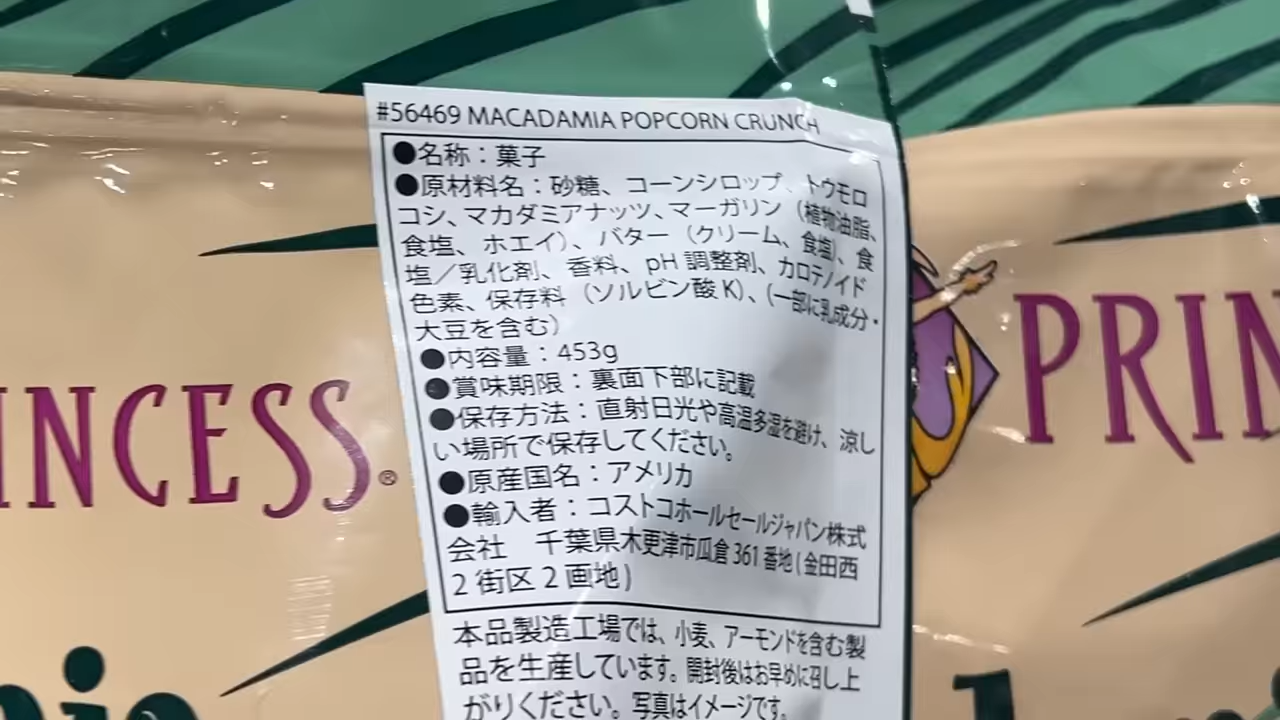 #56469 MACADAMIA POPCORN CRUNCH
●名称：菓子
●原材料名：砂糖、コーンシロップ、トウモロ
コシ、マカダミアナッツ、マーガリン（植物油脂、
食塩、ホエイ）、バター（クリーム、食塩）、食
塩／乳化剤、香料、pH調整剤、カロテノイド
色素、保存料（ソルビン酸K）、（一部に乳成分・
大豆を含む）
●内容量：453g
●賞味期限：裏面下部に記載
●保存方法：直射日光や高温多湿を避け、涼し
い場所で保存してください。
●原産国名：アメリカ
●輸入者：コストコホールセールジャパン株式
会社　千葉県木更津市瓜倉 361 番地 ( 金田西
2 街区 2 画地 )
本品製造工場では、小麦、アーモンドを含む製
品を生産しています。開封後はお早めに召し上
がりください。写真はイメージです。
INCESS®
PRIN